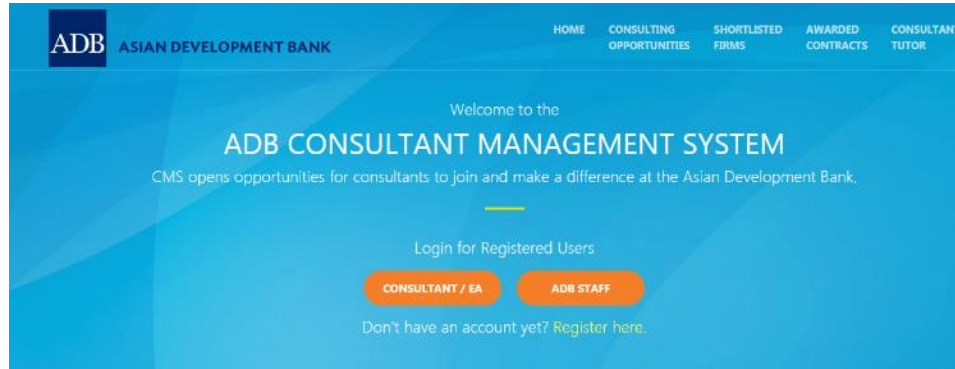 ADB ASIAN DEVELOPMENT BANK
HOME
CONSULTING
OPPORTUNITIES
SHORTLISTED
FIRMS
AWARDED
CONTRACTS
CONSULTANT
TUTOR
Welcome to the
ADB CONSULTANT MANAGEMENT SYSTEM
CMS opens opportunities for consultants to join and make a difference at the Asian Development Bank.
Login for Registered Users
CONSULTANT / EA
ADB STAFF
Don't have an account yet? Register here.